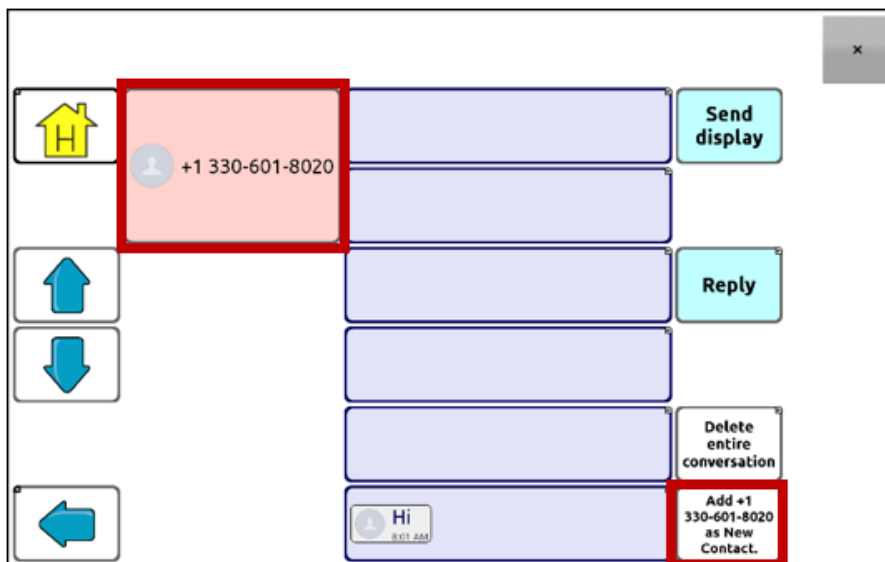 ×
H
+1 330-601-8020
Send
display
Reply
Delete
entire
conversation
Hi
8:01 AM
Add +1
330-601-8020
as New
Contact.